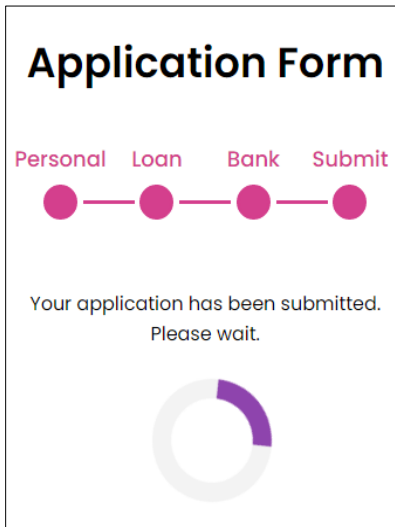 Application Form
Personal Loan Bank Submit
Your application has been submitted.
Please wait.